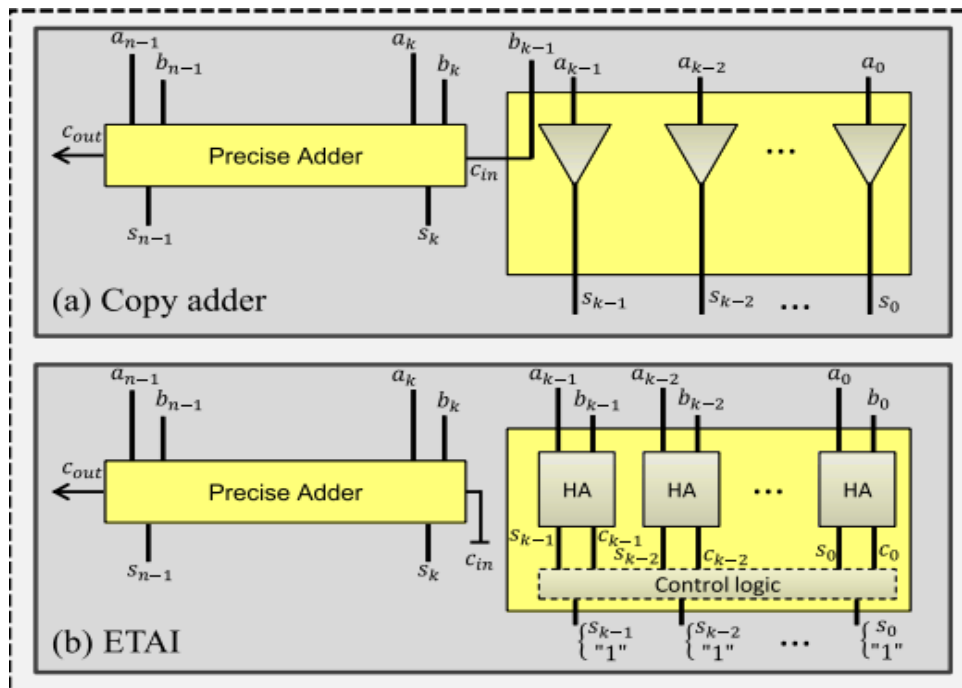 a_{n-1} a_k b_{k-1}
b_{n-1} b_k a_{k-1} a_{k-2} a_0
c_{out} Precise Adder c_{in} ...
s_{n-1} s_k
(a) Copy adder s_{k-1} s_{k-2} ... s_0
a_{n-1} a_k a_{k-1} a_{k-2} a_0
b_{n-1} b_k b_{k-1} b_{k-2} b_0
c_{out} Precise Adder HA HA ... HA
s_{k-1} c_{k-1} s_{k-2} c_{k-2} s_0 c_0
s_{n-1} s_k c_{in} Control logic
(b) ETAI { s_{k-1} { s_{k-2} ... { s_0
"1" "1" "1"